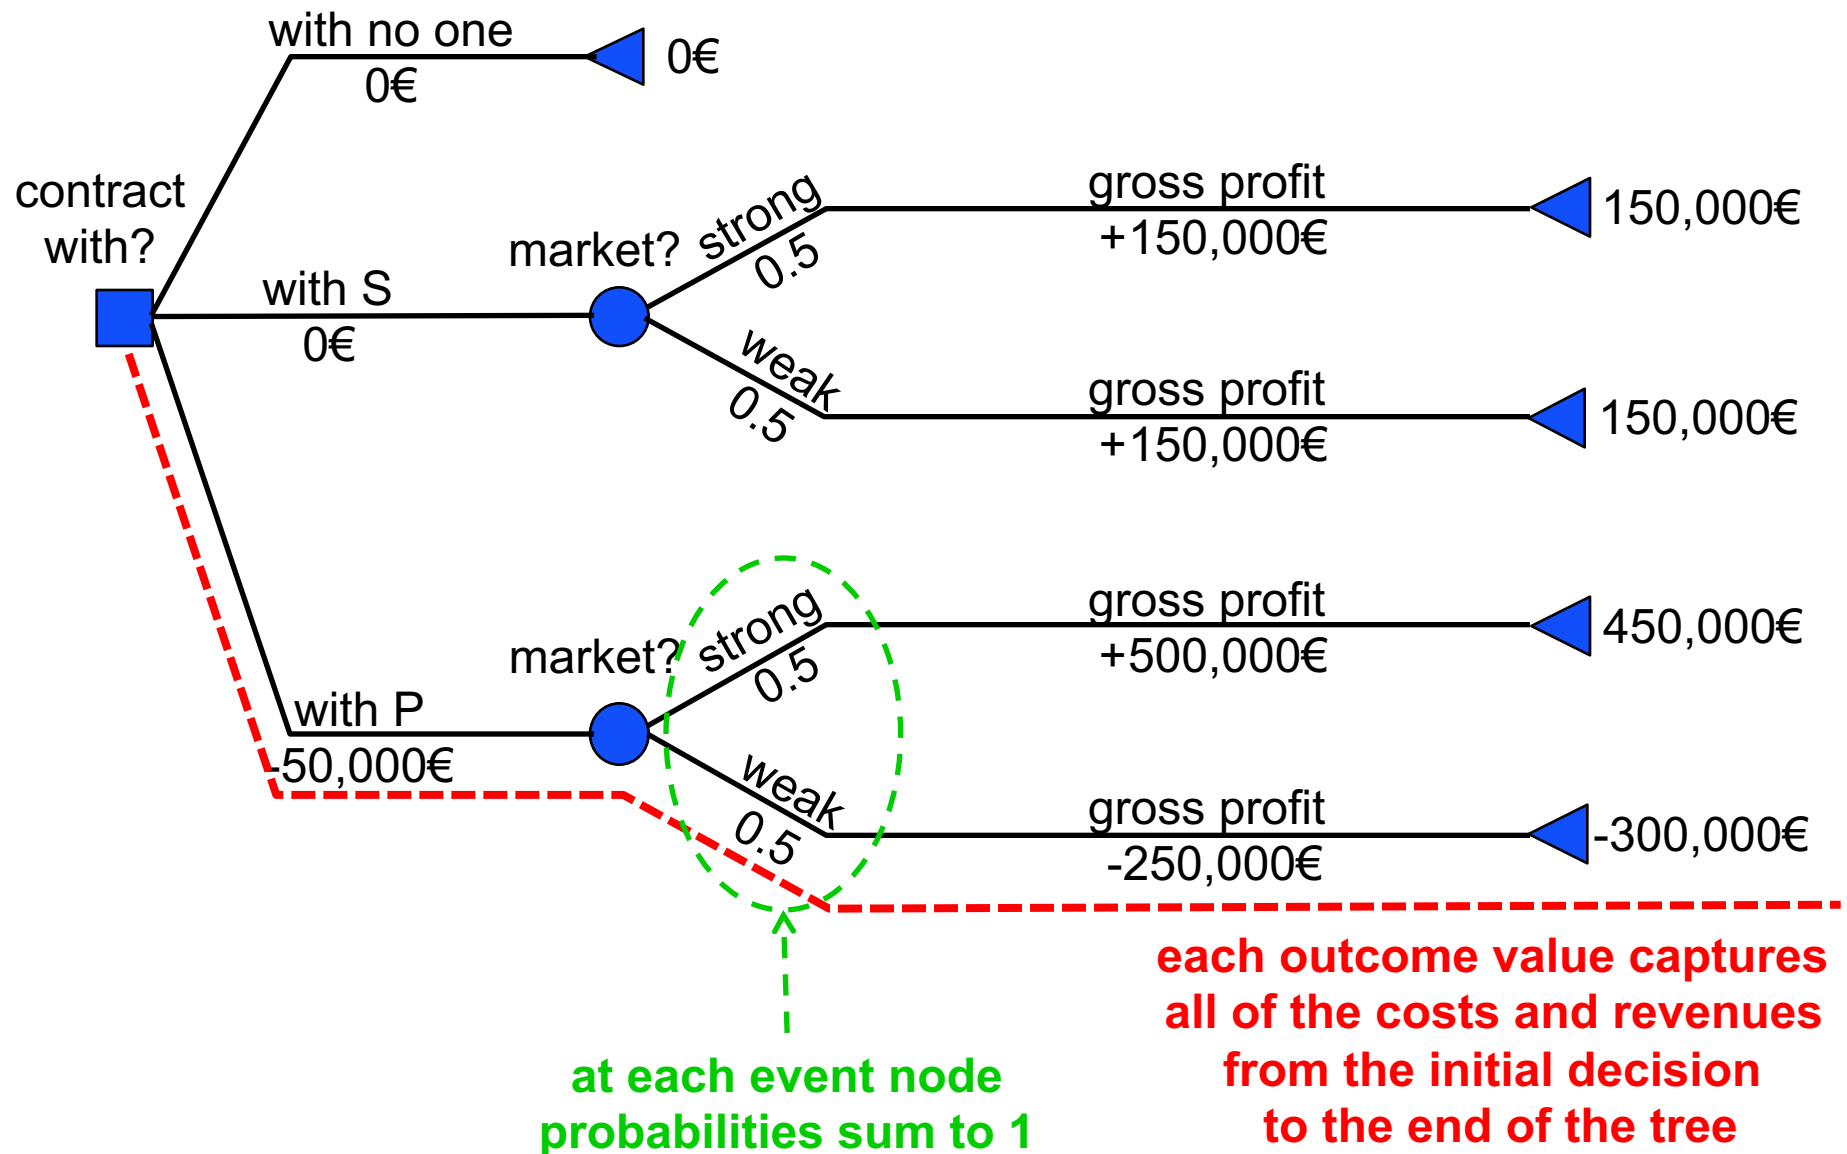 with no one
0€
0€
contract
with?
with S
0€
market?
strong
0.5
gross profit
+150,000€
150,000€
weak
0.5
gross profit
+150,000€
150,000€
with P
-50,000€
market?
strong
0.5
gross profit
+500,000€
450,000€
weak
0.5
gross profit
-250,000€
-300,000€
at each event node
probabilities sum to 1
each outcome value captures
all of the costs and revenues
from the initial decision
to the end of the tree